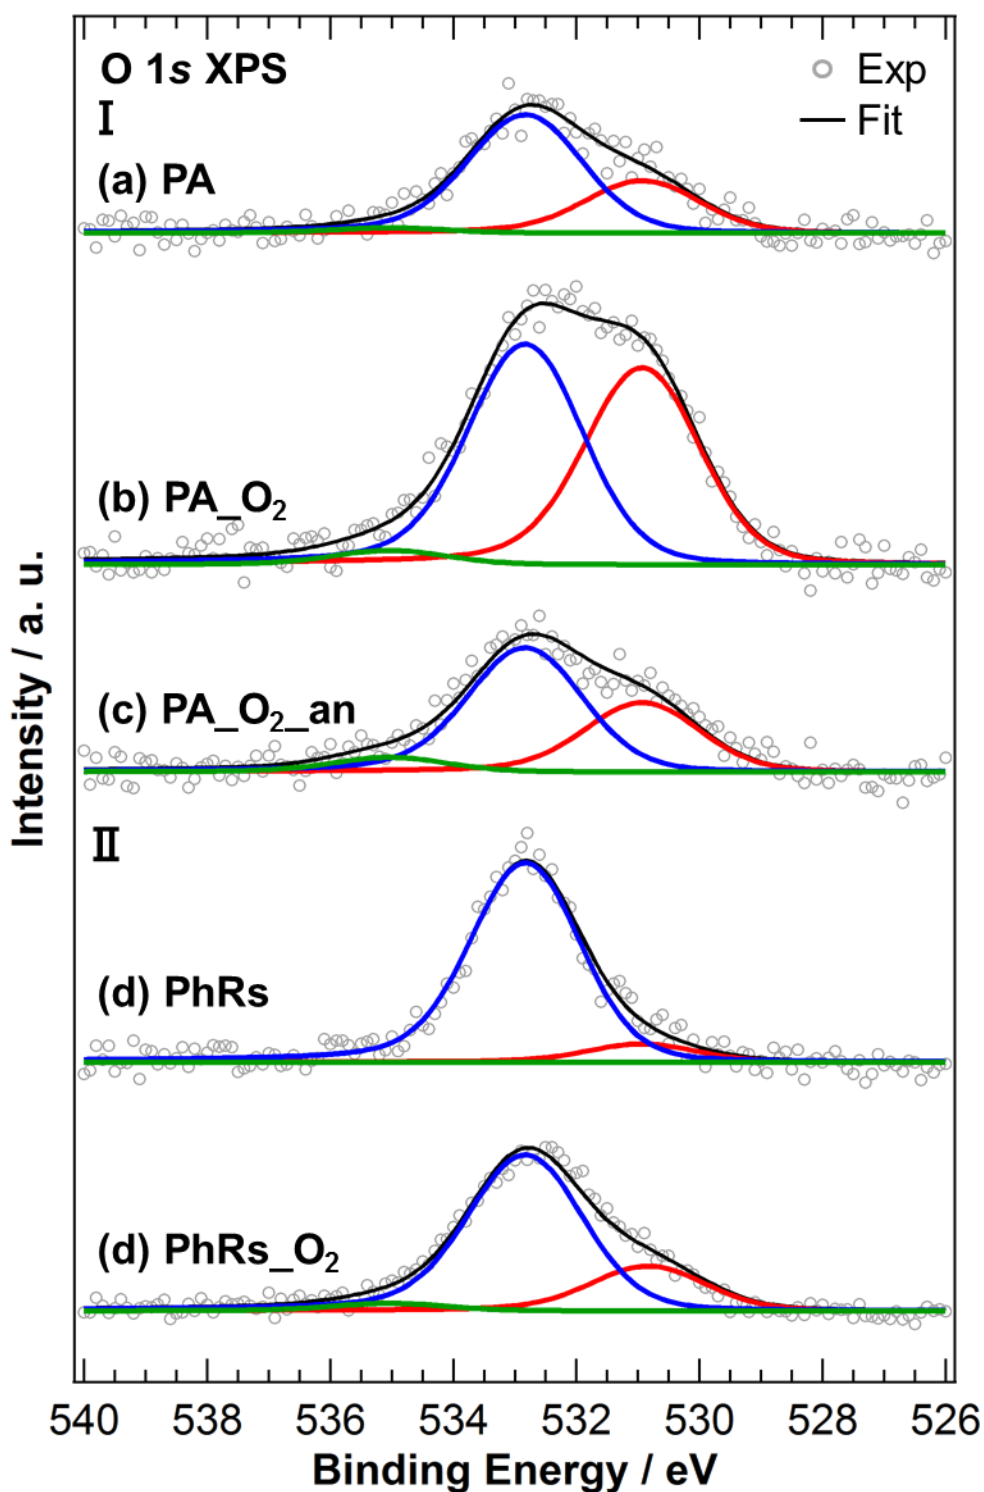 O 1s XPS
Exp
Fit
I
(a) PA
(b) PA_O₂
(c) PA_O₂_an
II
(d) PhRs
(d) PhRs_O₂
Intensity / a. u.
540 538 536 534 532 530 528 526
Binding Energy / eV